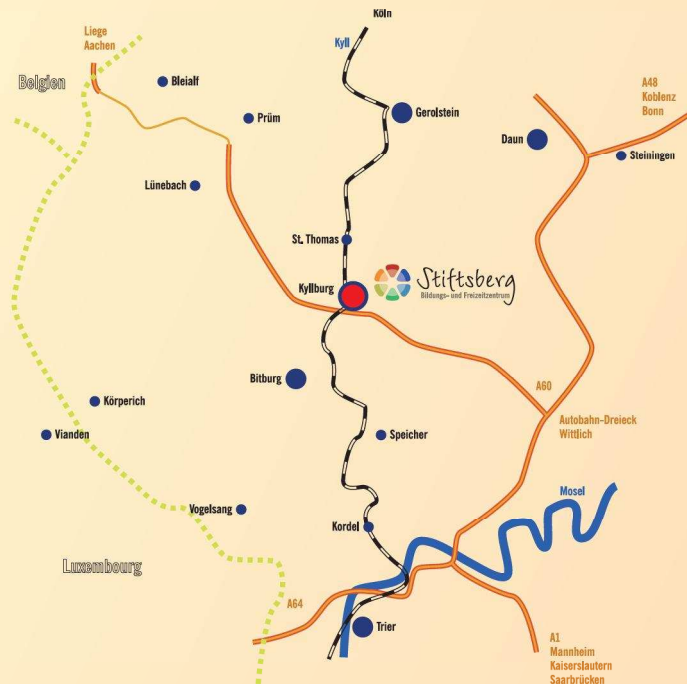 Köln
Liege
Aachen
Kyll
Belgien
Bleialf
A48
Koblenz
Bonn
Prüm
Gerolstein
Daun
Steiningen
Lünebach
St. Thomas
Kyllburg
Stiftsberg
Bildungs- und Freizeitzentrum
Bitburg
A60
Körperich
Autobahn-Dreieck
Wittlich
Vianden
Speicher
Mosel
Vogelsang
Kordel
Luxembourg
A64
Trier
A1
Mannheim
Kaiserslautern
Saarbrücken